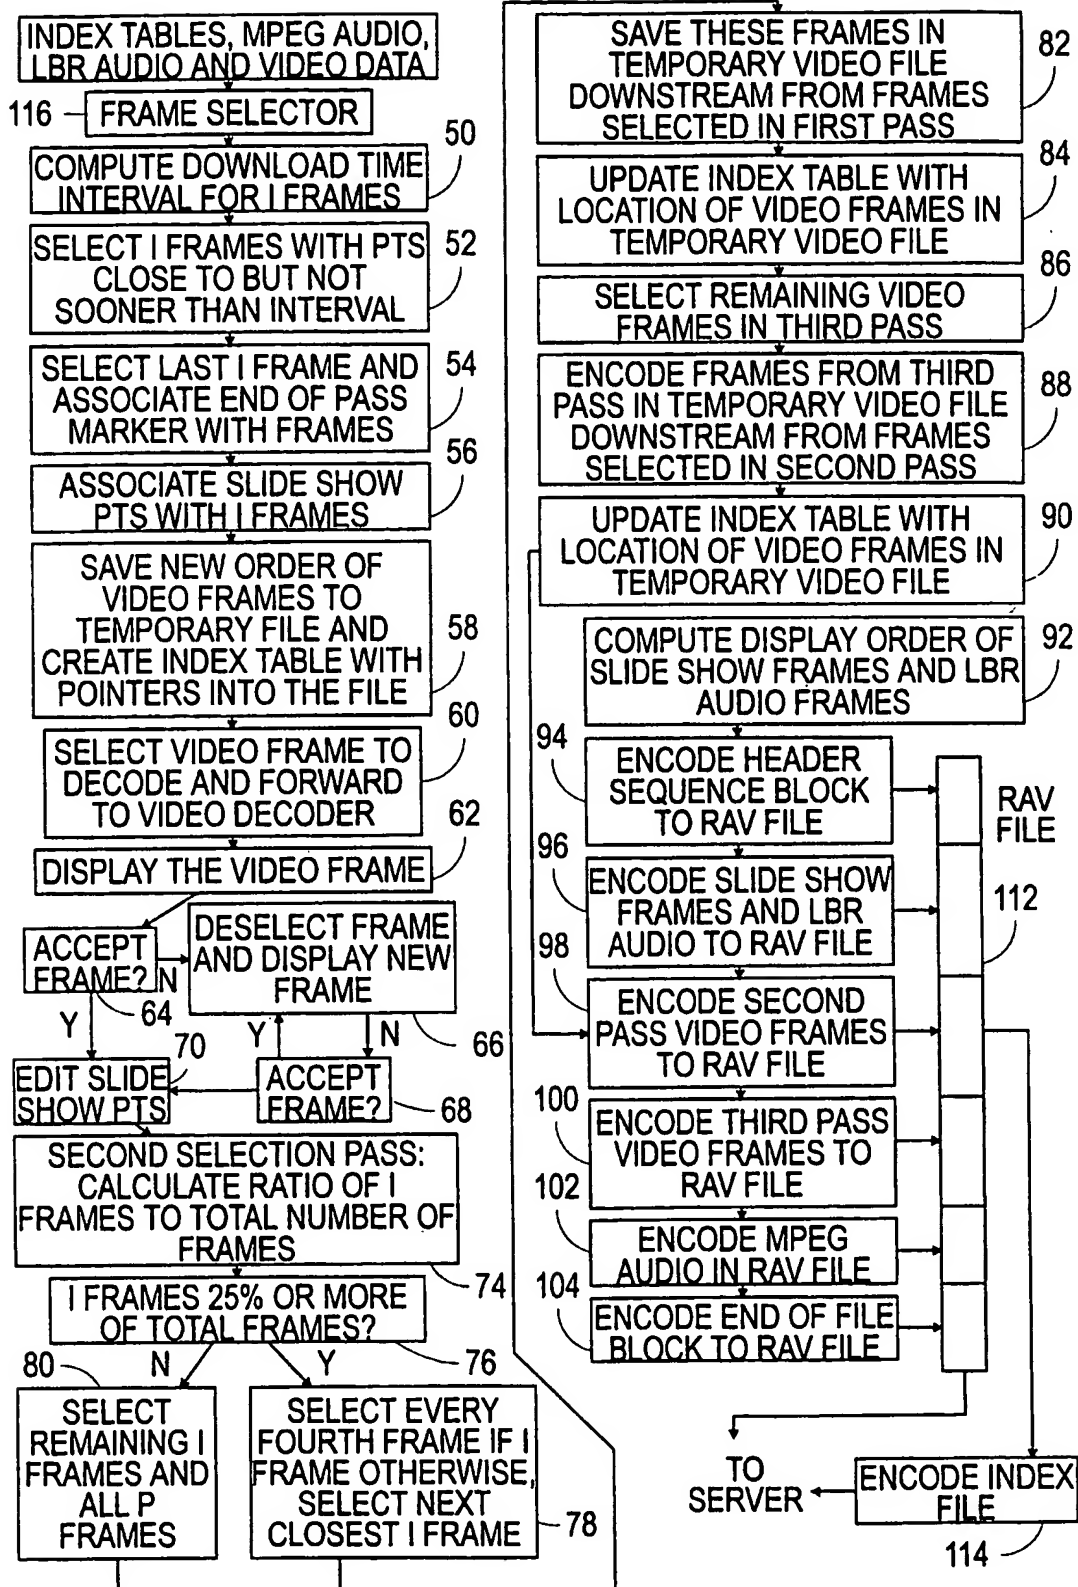 INDEX TABLES, MPEG AUDIO,
LBR AUDIO AND VIDEO DATA
116
FRAME SELECTOR
50
COMPUTE DOWNLOAD TIME
INTERVAL FOR I FRAMES
52
SELECT I FRAMES WITH PTS
CLOSE TO BUT NOT
SOONER THAN INTERVAL
54
SELECT LAST I FRAME AND
ASSOCIATE END OF PASS
MARKER WITH FRAMES
56
ASSOCIATE SLIDE SHOW
PTS WITH I FRAMES
58
SAVE NEW ORDER OF
VIDEO FRAMES TO
TEMPORARY FILE AND
CREATE INDEX TABLE WITH
POINTERS INTO THE FILE
60
SELECT VIDEO FRAME TO
DECODE AND FORWARD
TO VIDEO DECODER
62
DISPLAY THE VIDEO FRAME
ACCEPT
FRAME?
N
64
Y
DESELECT FRAME
AND DISPLAY NEW
FRAME
66
Y
N
70
EDIT SLIDE
SHOW PTS
ACCEPT
FRAME?
68
SECOND SELECTION PASS:
CALCULATE RATIO OF I
FRAMES TO TOTAL NUMBER OF
FRAMES
74
I FRAMES 25% OR MORE
OF TOTAL FRAMES?
76
N
Y
80
SELECT
REMAINING I
FRAMES AND
ALL P
FRAMES
SELECT EVERY
FOURTH FRAME IF I
FRAME OTHERWISE,
SELECT NEXT
CLOSEST I FRAME
78
SAVE THESE FRAMES IN
TEMPORARY VIDEO FILE
DOWNSTREAM FROM FRAMES
SELECTED IN FIRST PASS
82
UPDATE INDEX TABLE WITH
LOCATION OF VIDEO FRAMES IN
TEMPORARY VIDEO FILE
84
SELECT REMAINING VIDEO
FRAMES IN THIRD PASS
86
ENCODE FRAMES FROM THIRD
PASS IN TEMPORARY VIDEO FILE
DOWNSTREAM FROM FRAMES
SELECTED IN SECOND PASS
88
UPDATE INDEX TABLE WITH
LOCATION OF VIDEO FRAMES IN
TEMPORARY VIDEO FILE
90
COMPUTE DISPLAY ORDER OF
SLIDE SHOW FRAMES AND LBR
AUDIO FRAMES
92
94
ENCODE HEADER
SEQUENCE BLOCK
TO RAV FILE
RAV
FILE
96
ENCODE SLIDE SHOW
FRAMES AND LBR
AUDIO TO RAV FILE
112
98
ENCODE SECOND
PASS VIDEO FRAMES
TO RAV FILE
100
ENCODE THIRD PASS
VIDEO FRAMES TO
RAV FILE
102
ENCODE MPEG
AUDIO IN RAV FILE
104
ENCODE END OF FILE
BLOCK TO RAV FILE
TO
SERVER
ENCODE INDEX
FILE
114